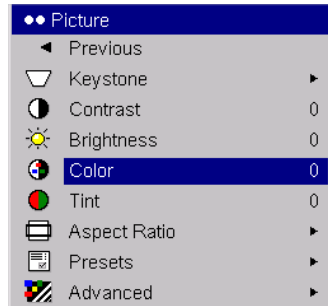 Picture
Previous
Keystone
Contrast 0
Brightness 0
Color 0
Tint 0
Aspect Ratio
Presets
Advanced